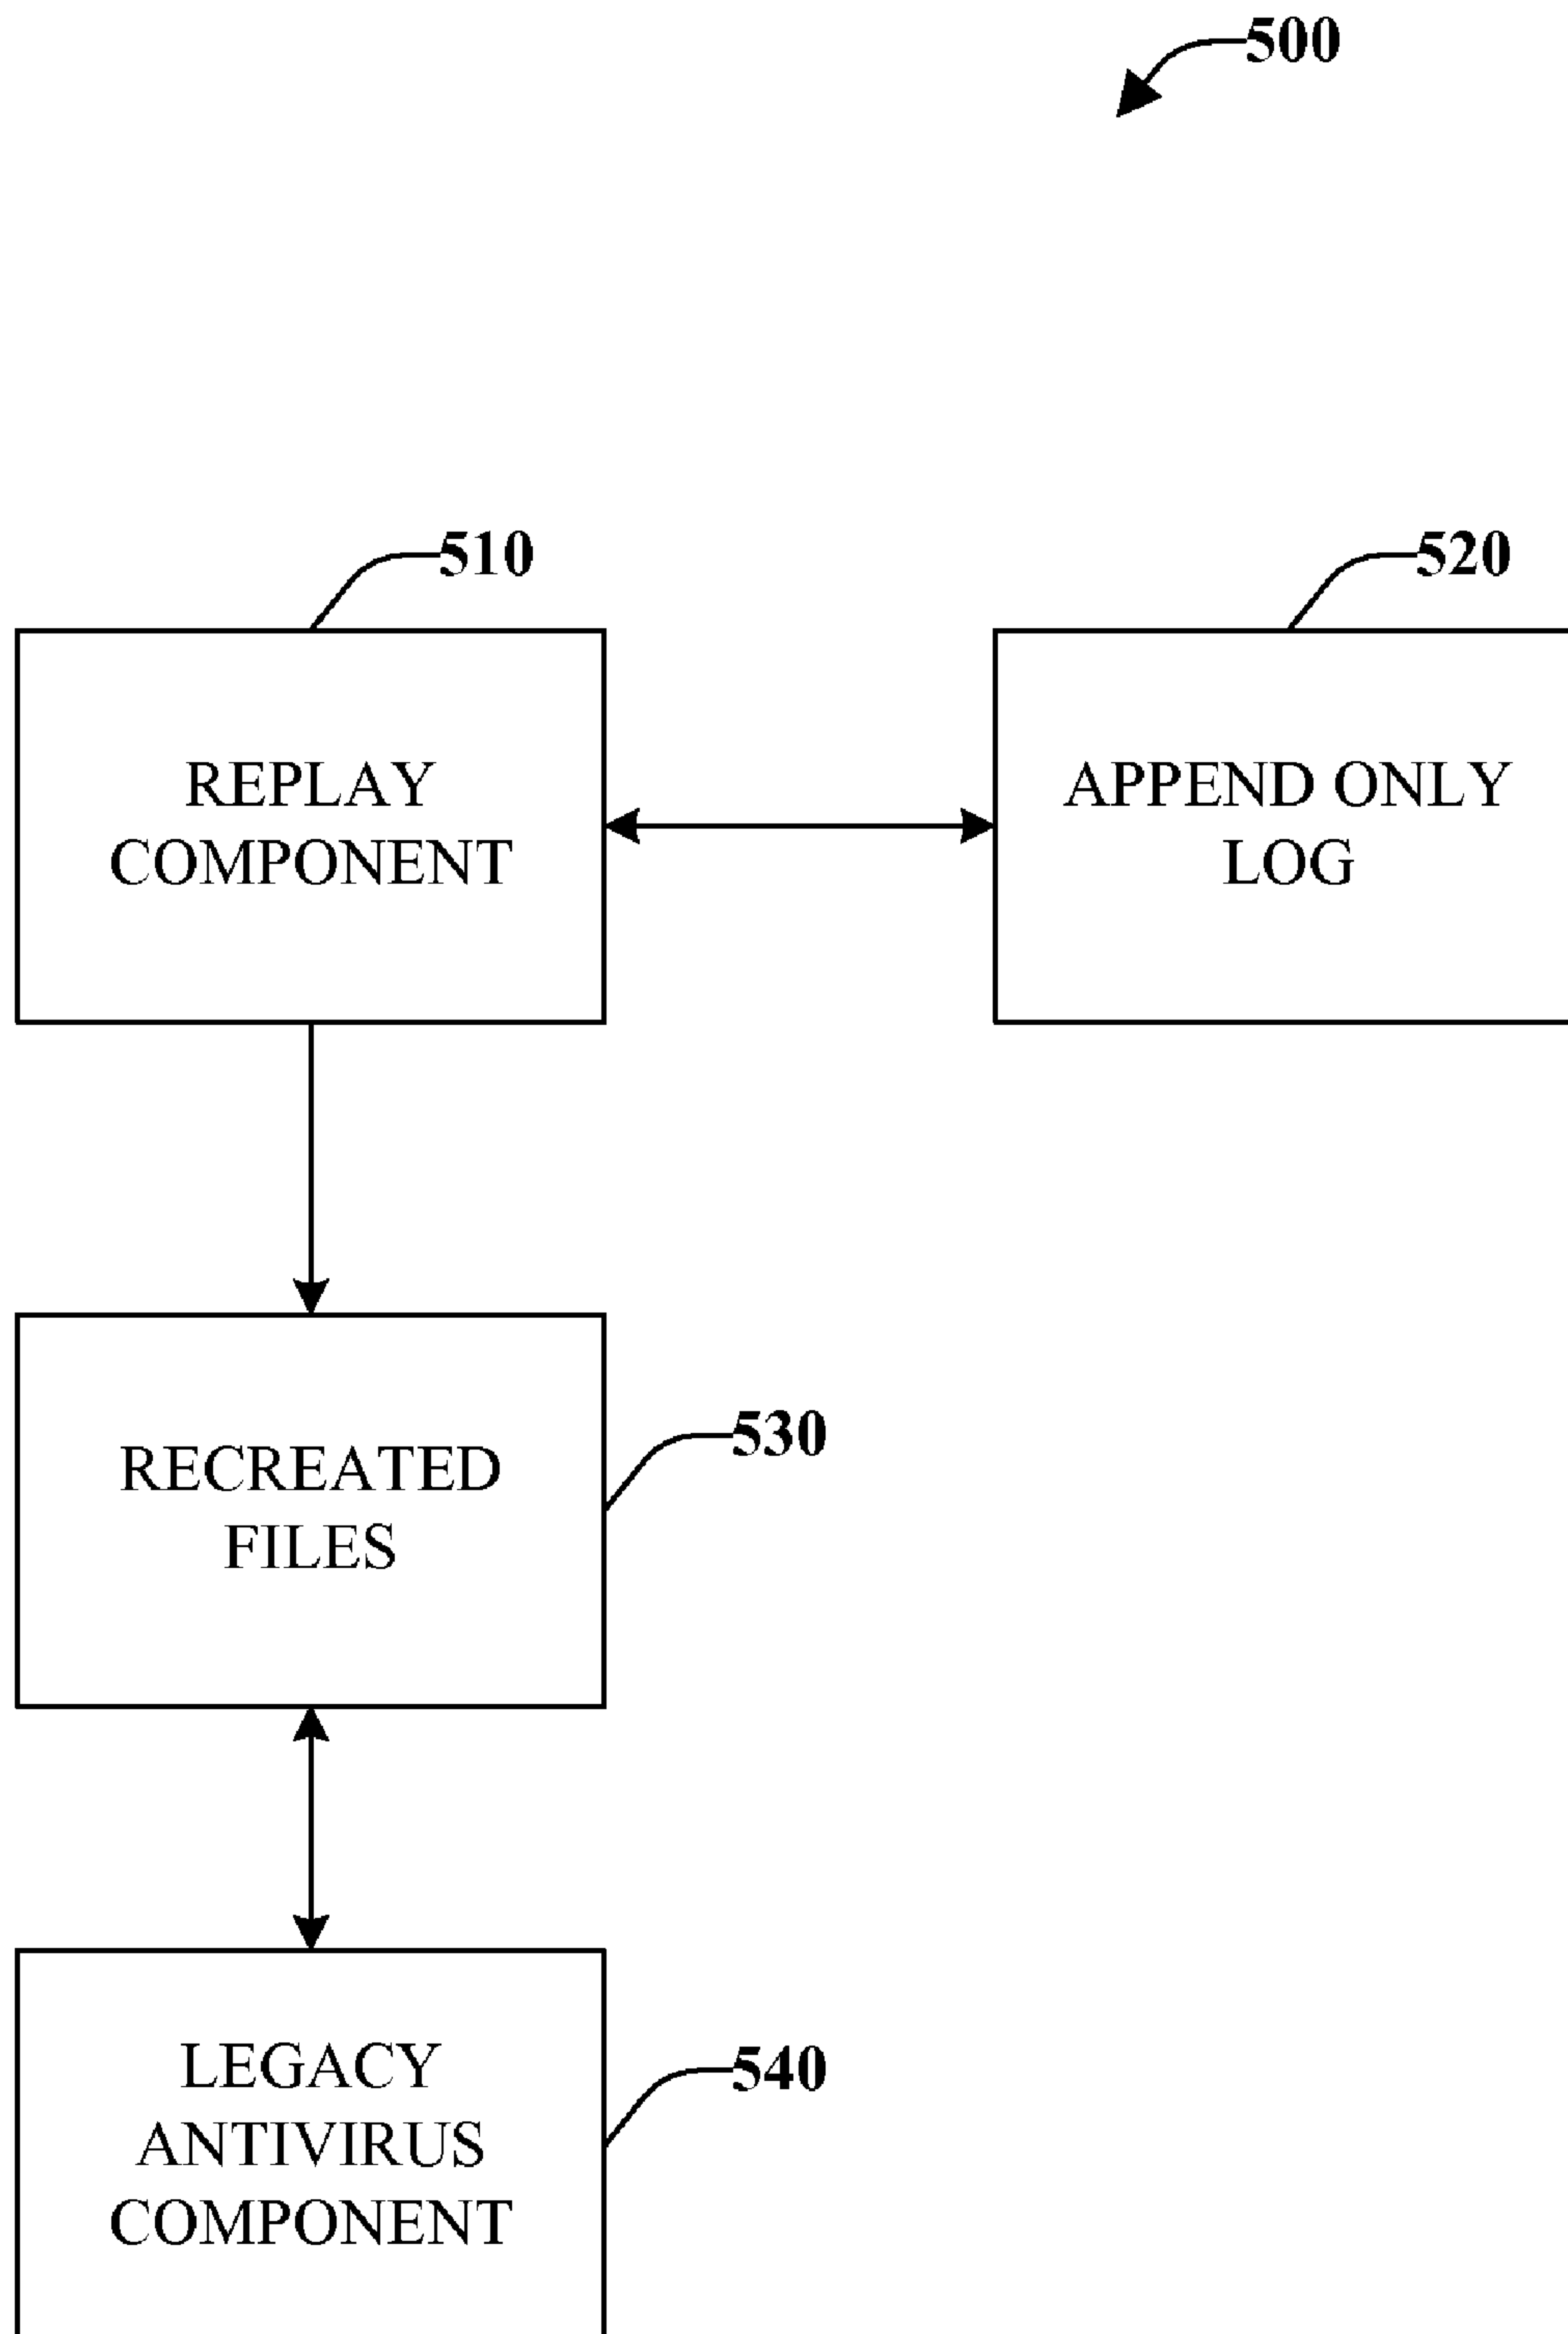 500
510
520
REPLAY
COMPONENT
APPEND ONLY
LOG
530
RECREATED
FILES
540
LEGACY
ANTIVIRUS
COMPONENT